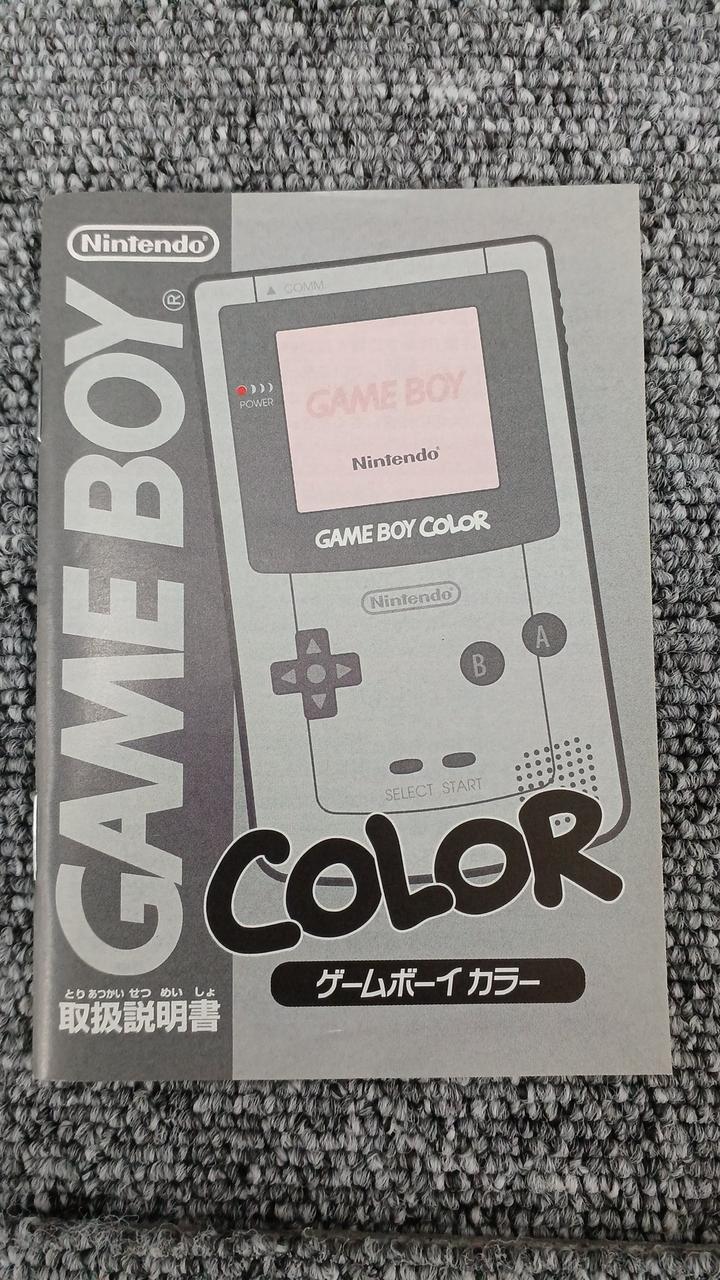 Nintendo®
GAME BOY®
▲ COMM.
POWER
GAME BOY
Nintendo®
GAME BOY COLOR
Nintendo®
B
A
SELECT START
COLOR
ゲームボーイ カラー
とり あつかい せつ めい しょ
取扱説明書